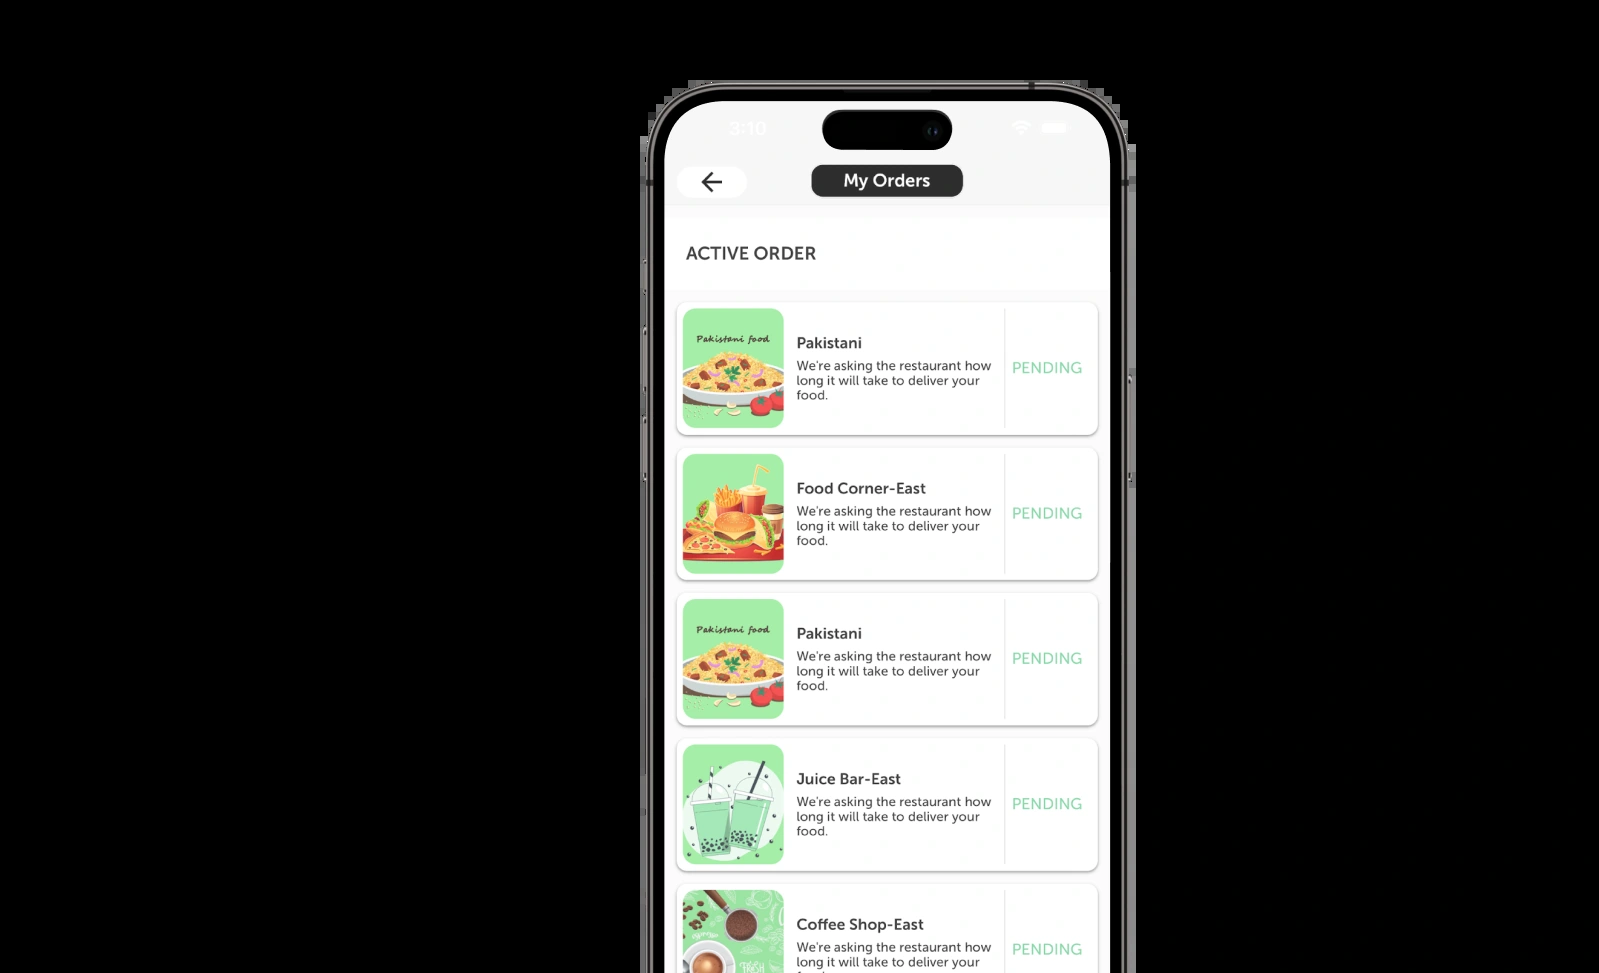 3:10
My Orders
ACTIVE ORDER
Pakistani food
Pakistani
We're asking the restaurant how
long it will take to deliver your
food.
PENDING
Food Corner-East
We're asking the restaurant how
long it will take to deliver your
food.
PENDING
Pakistani food
Pakistani
We're asking the restaurant how
long it will take to deliver your
food.
PENDING
Juice Bar-East
We're asking the restaurant how
long it will take to deliver your
food.
PENDING
Coffee Shop-East
We're asking the restaurant how
long it will take to deliver your
PENDING
FRESH